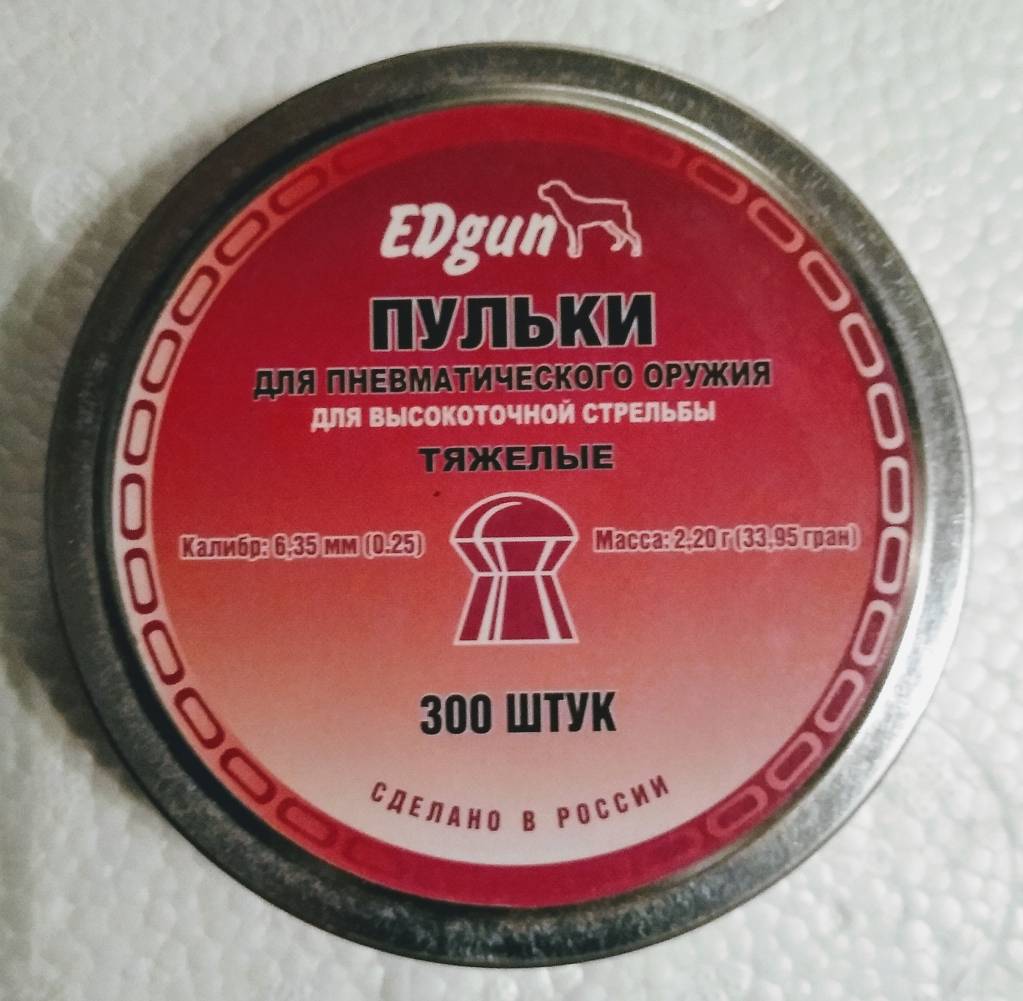 EDgun
ПУЛЬКИ
ДЛЯ ПНЕВМАТИЧЕСКОГО ОРУЖИЯ
ДЛЯ ВЫСОКОТОЧНОЙ СТРЕЛЬБЫ
ТЯЖЕЛЫЕ
Калибр: 6,35 мм (0.25)
Масса: 2,20 г (33,95 гран)
300 ШТУК
СДЕЛАНО В РОССИИ